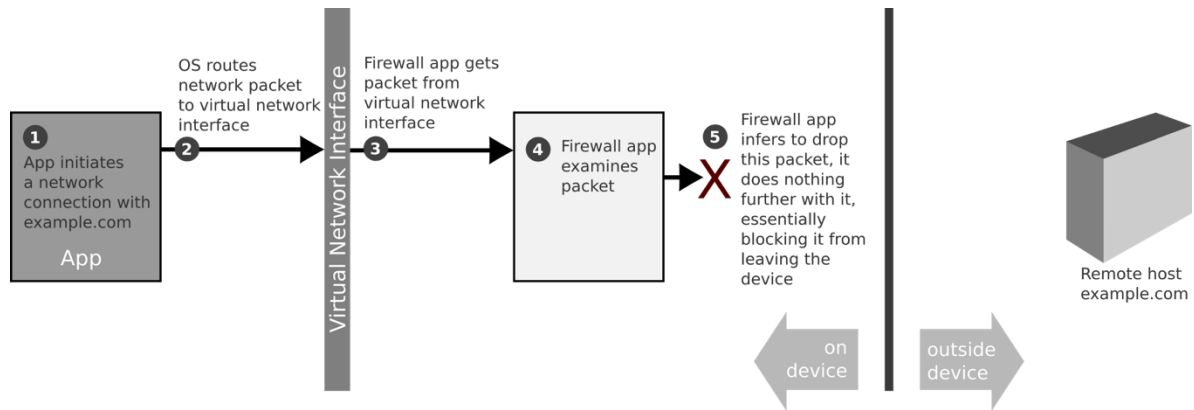 1
App initiates
a network
connection with
example.com
App
OS routes
network packet
to virtual network
interface
2
Virtual Network Interface
Firewall app gets
packet from
virtual network
interface
3
4
Firewall app
examines
packet
X
5
Firewall app
infers to drop
this packet, it
does nothing
further with it,
essentially
blocking it from
leaving the
device
on
device
outside
device
Remote host
example.com